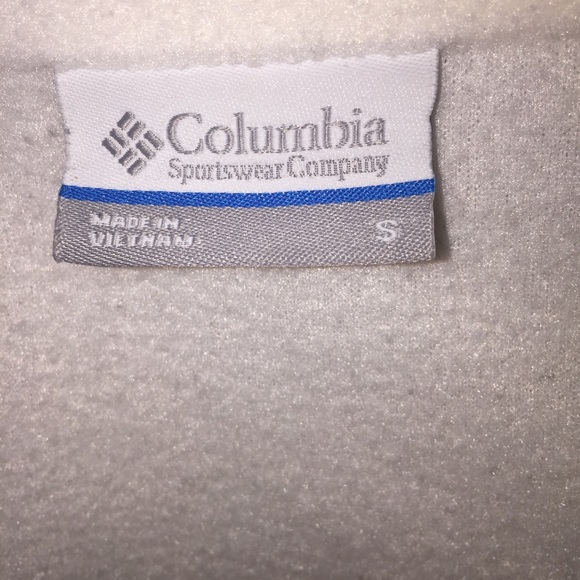 Columbia
Sportswear Company
MADE IN
VIETNAM
S